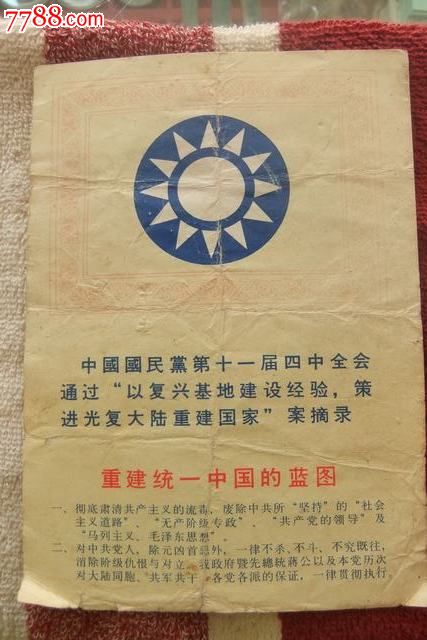 7788.com
中國國民黨第十一届四中全会
通过“以复兴基地建设经验，策
进光复大陆重建国家”案摘录
重建统一中国的蓝图
一、彻底肃清共产主义的流毒，废除中共所“坚持”的“社会
主义道路”、“无产阶级专政”、“共产党的领导”及
“马列主义、毛泽东思想”。
二、对中共党人，除元凶首恶外，一律不杀、不斗、不究既往，
消除阶级仇恨与对立。我政府暨先總統蒋公以及本党历次
对大陆同胞、共军共干、各党各派的保证，一律贯彻执行